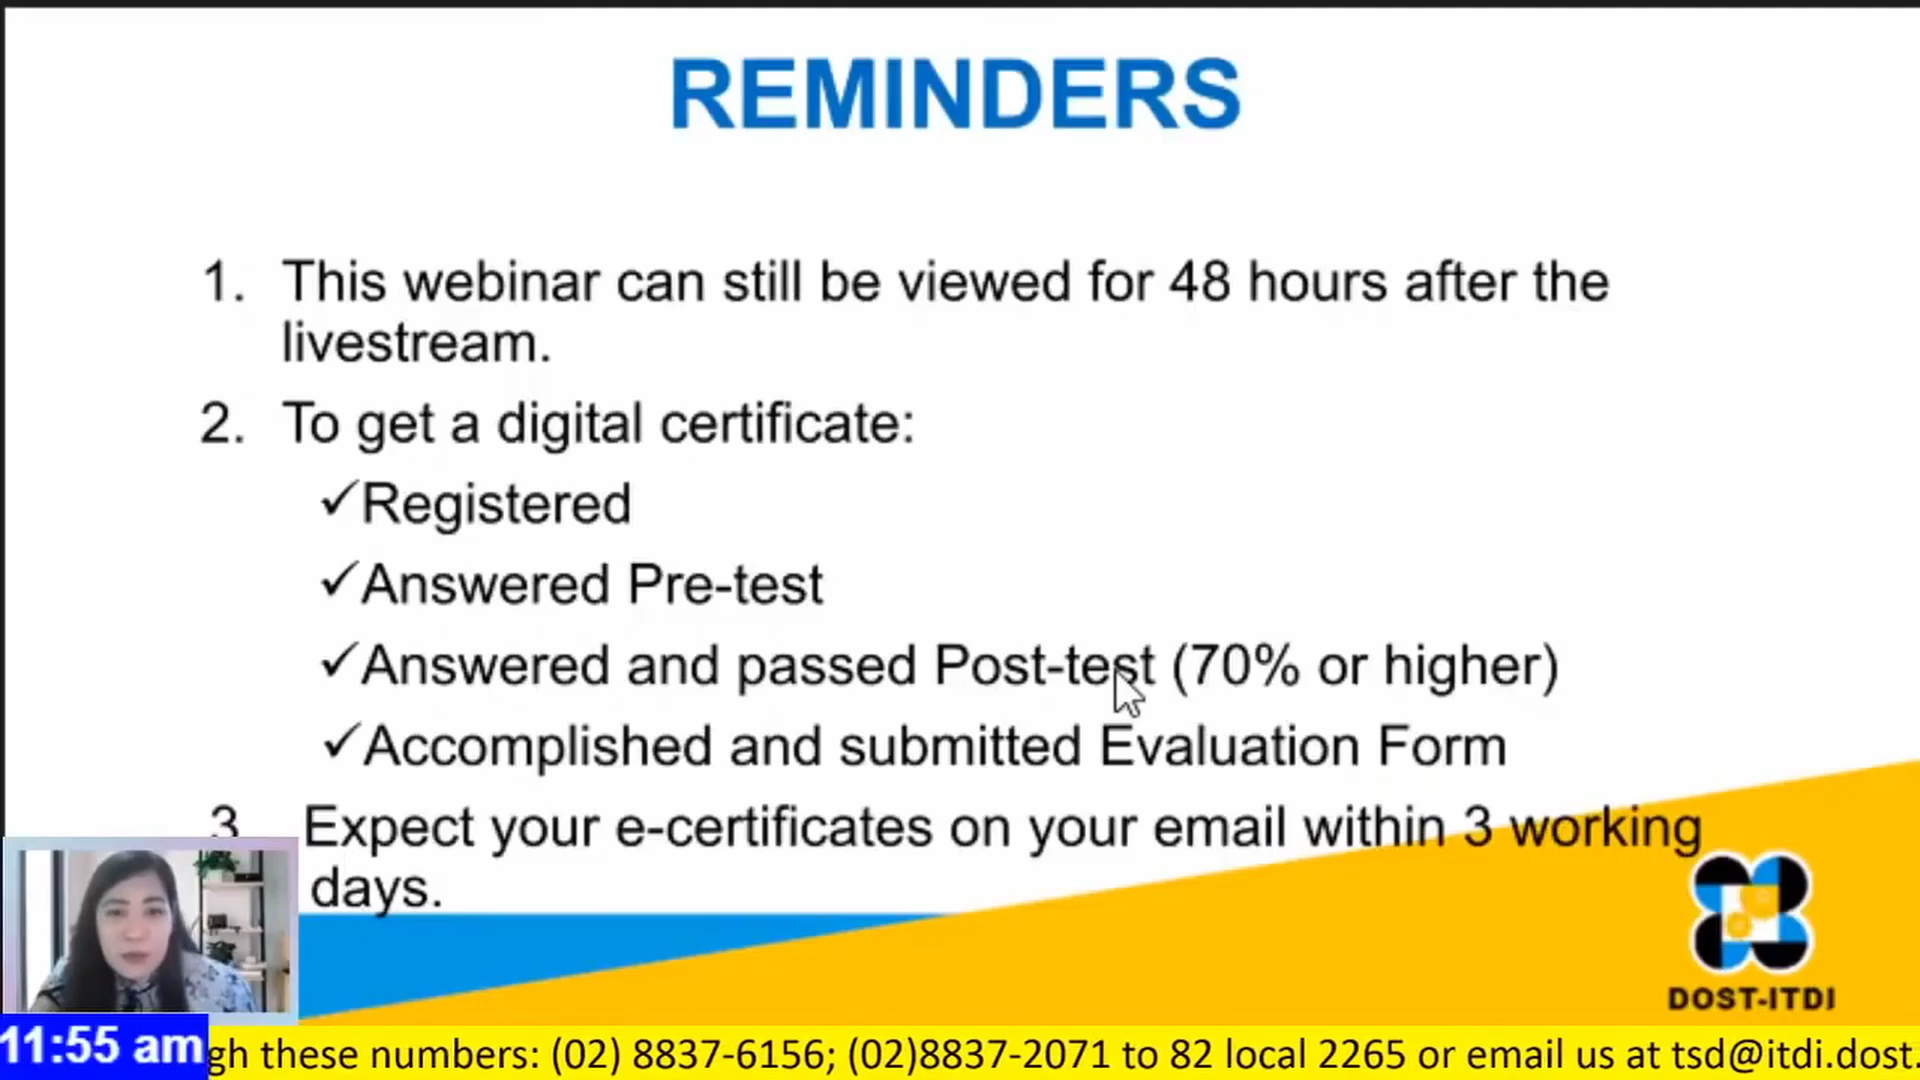 REMINDERS
1. This webinar can still be viewed for 48 hours after the
livestream.
2. To get a digital certificate:
✓Registered
✓Answered Pre-test
✓Answered and passed Post-test (70% or higher)
✓Accomplished and submitted Evaluation Form
3 Expect your e-certificates on your email within 3 working
days.
DOST-ITDI
11:55 am
gh these numbers: (02) 8837-6156; (02)8837-2071 to 82 local 2265 or email us at tsd@itdi.dost.